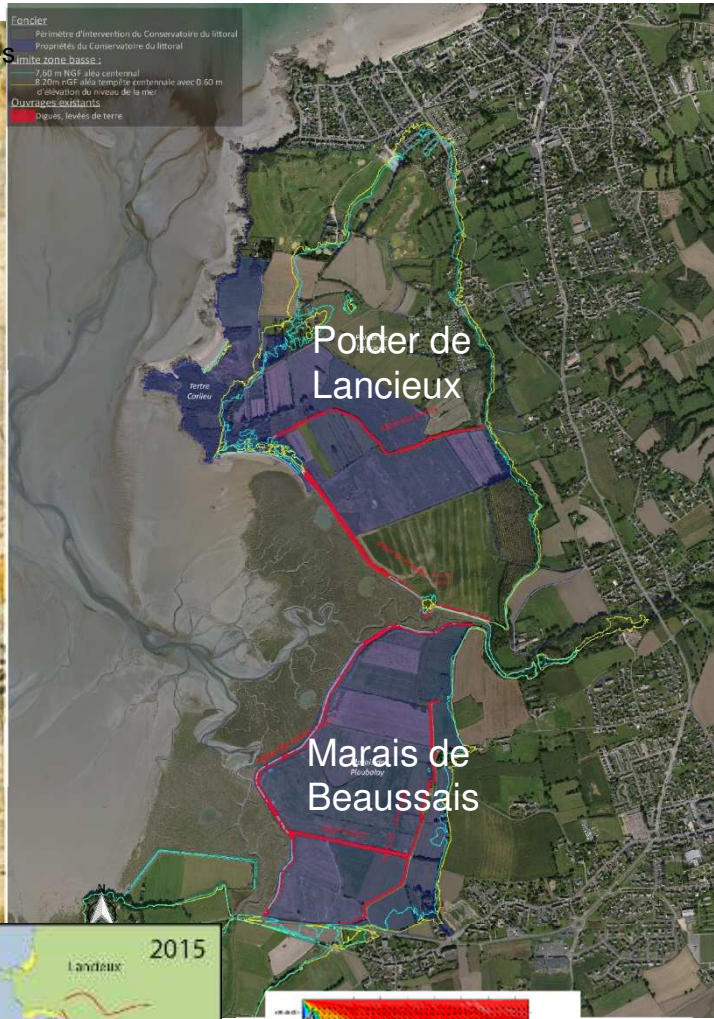 Foncier
Périmètre d'intervention du Conservatoire du littoral
Propriétés du Conservatoire du littoral
s
Limite zone basse :
7,60 m NGF aléa centennal
8.20m nGF aléa tempête centennale avec 0.60 m
d'élévation du niveau de la mer
Ouvrages existants
Digues, levées de terre
Polder de
Lancieux
Tertre
Corlieu
Marais de
Ploubalay
Beaussais
Lancieux
2015